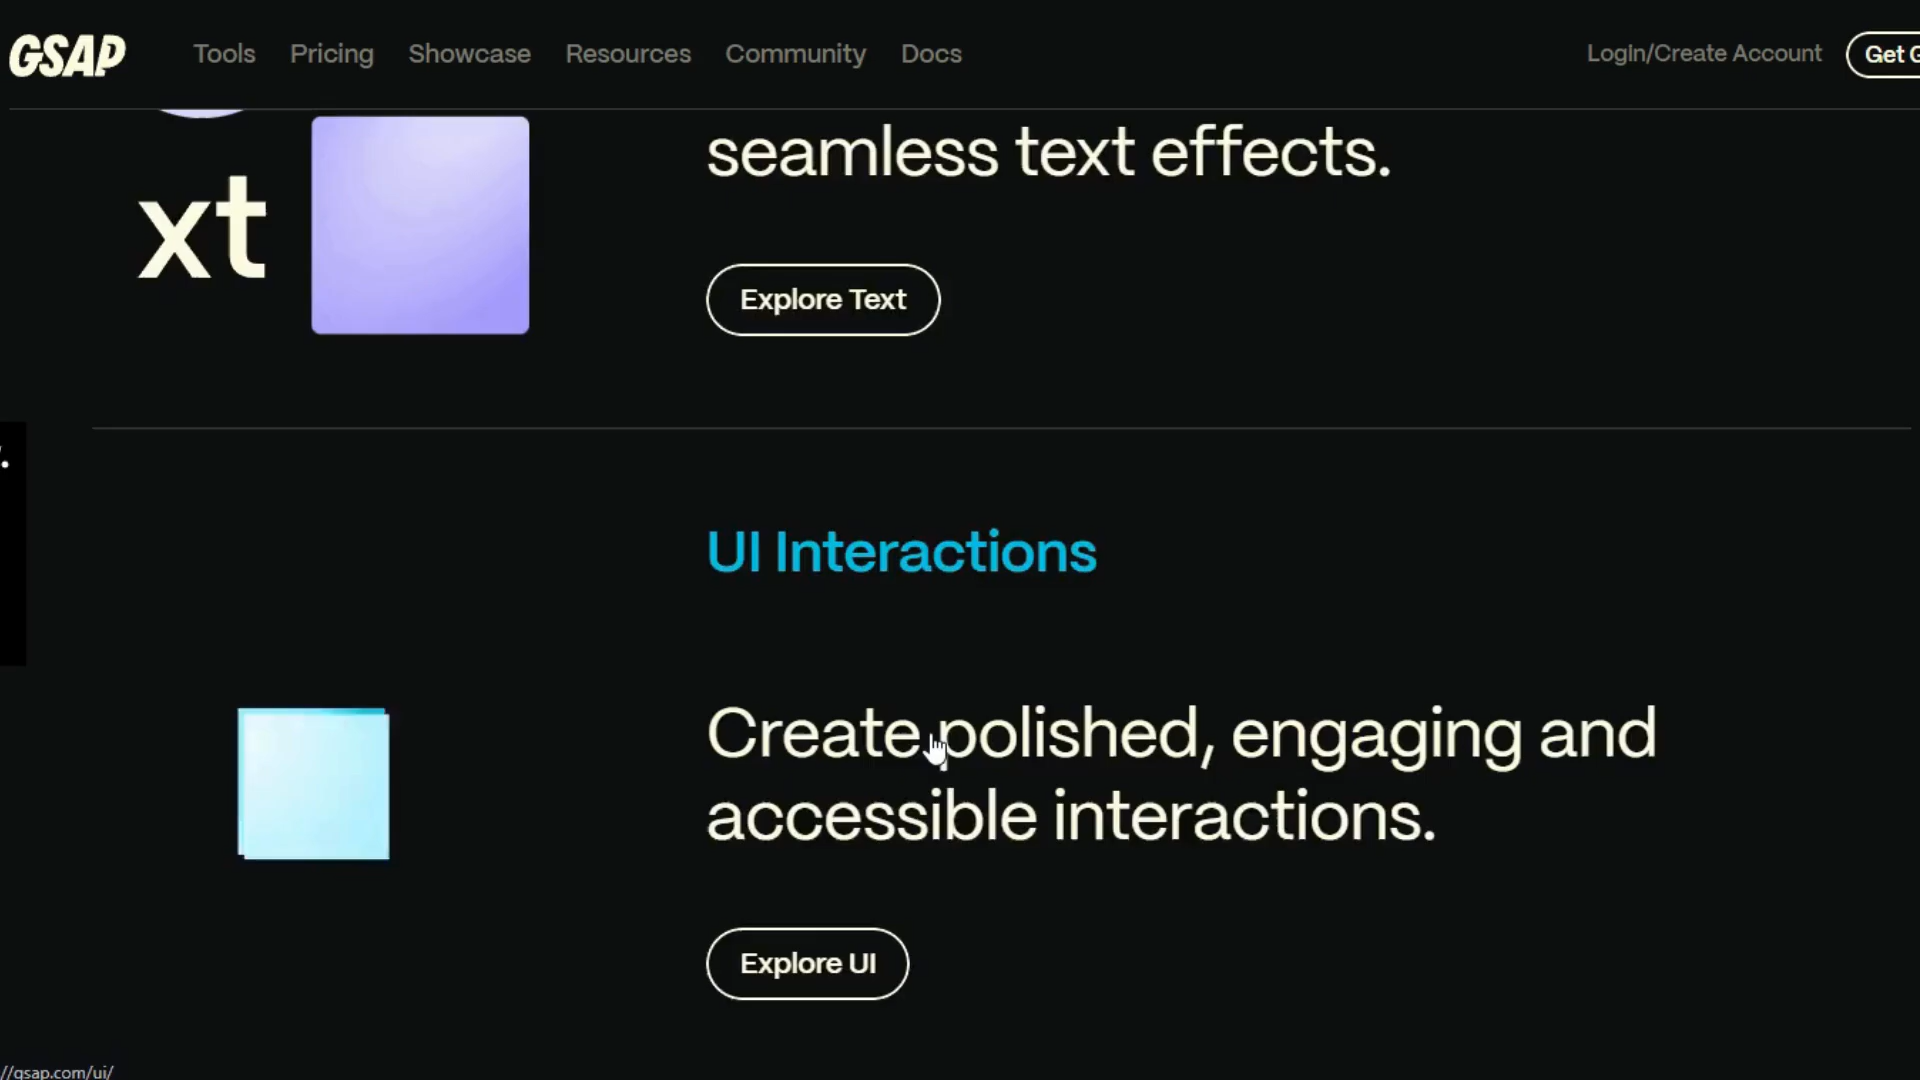 GSAP
Tools
Pricing
Showcase
Resources
Community
Docs
LogIn/Create Account
Get G
seamless text effects.
xt
Explore Text
.
UI Interactions
Create polished, engaging and
accessible interactions.
Explore UI
//gsap.com/ui/